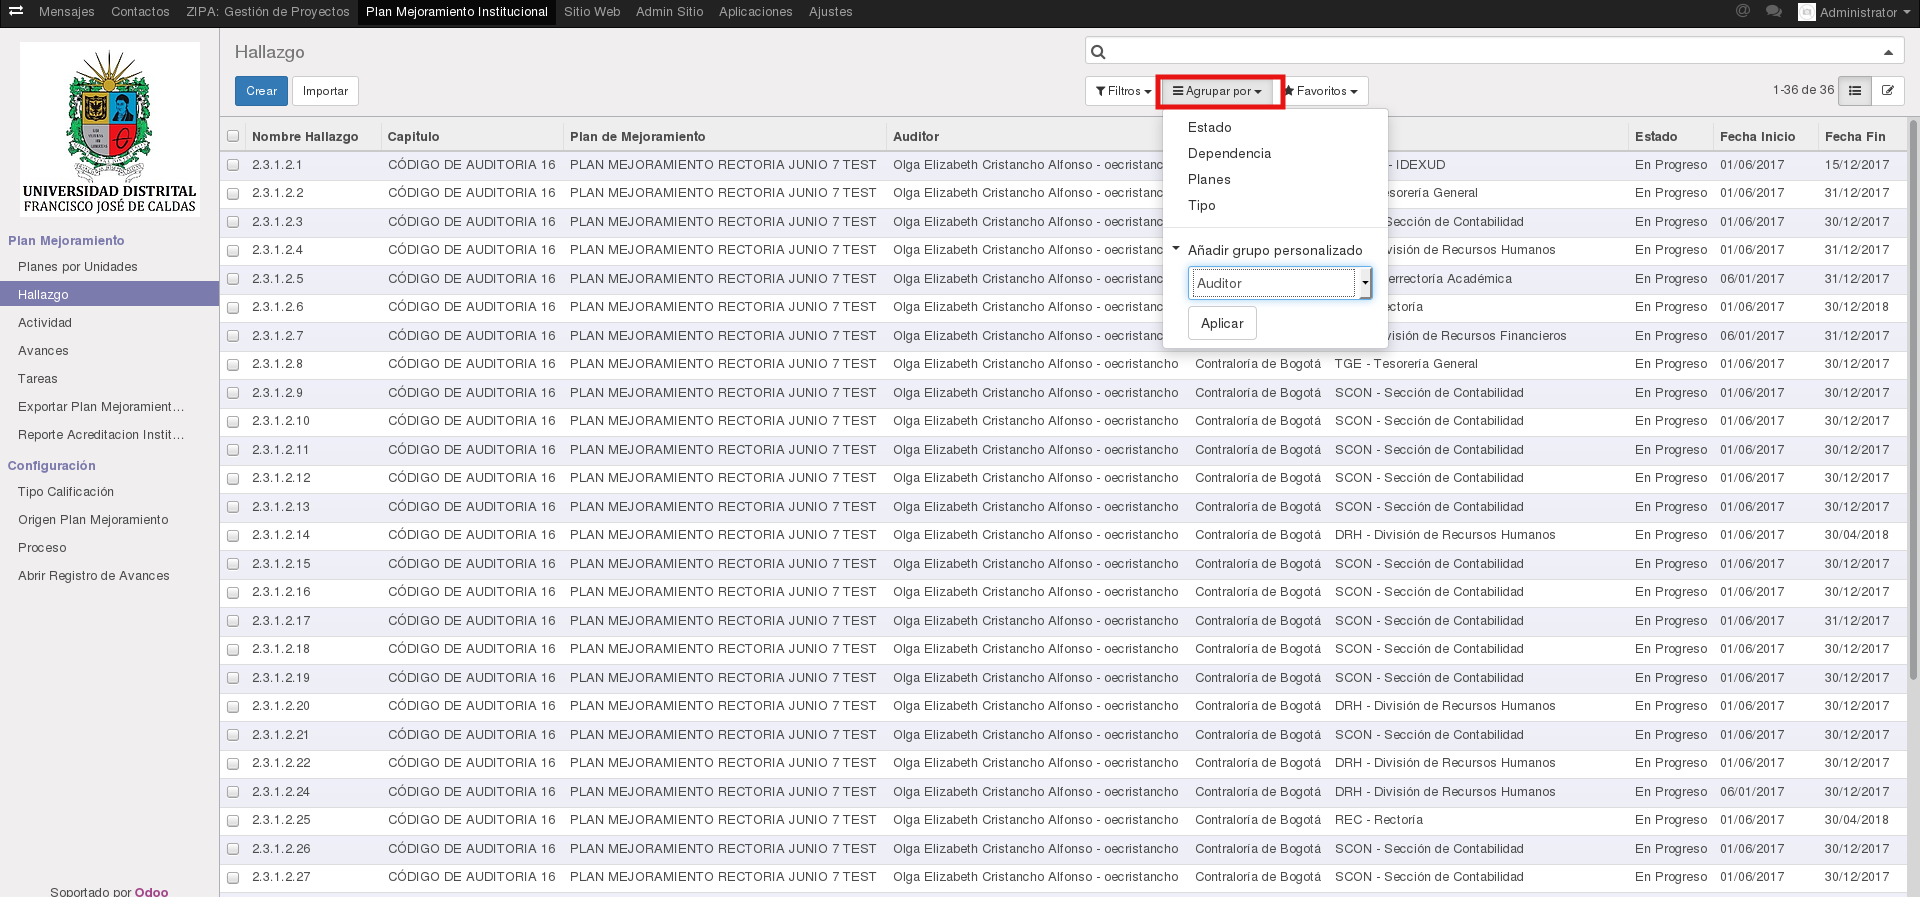 Mensajes Contactos ZIPA: Gestión de Proyectos Plan Mejoramiento Institucional Sitio Web Admin Sitio Aplicaciones Ajustes @ Administrator
UNIVERSIDAD DISTRITAL
FRANCISCO JOSÉ DE CALDAS
Plan Mejoramiento
Planes por Unidades
Hallazgo
Actividad
Avances
Tareas
Exportar Plan Mejoramient...
Reporte Acreditacion Instit...
Configuración
Tipo Calificación
Origen Plan Mejoramiento
Proceso
Abrir Registro de Avances
Soportado por Odoo
Hallazgo
Crear Importar
Filtros Agrupar por Favoritos 1-36 de 36
Estado
Dependencia
Planes
Tipo
Añadir grupo personalizado
Auditor
Aplicar
Nombre Hallazgo Capitulo Plan de Mejoramiento Auditor Estado Fecha Inicio Fecha Fin
2.3.1.2.1 CÓDIGO DE AUDITORIA 16 PLAN MEJORAMIENTO RECTORIA JUNIO 7 TEST Olga Elizabeth Cristancho Alfonso - oecristanc - IDEXUD En Progreso 01/06/2017 15/12/2017
2.3.1.2.2 CÓDIGO DE AUDITORIA 16 PLAN MEJORAMIENTO RECTORIA JUNIO 7 TEST Olga Elizabeth Cristancho Alfonso - oecristanc esorería General En Progreso 01/06/2017 31/12/2017
2.3.1.2.3 CÓDIGO DE AUDITORIA 16 PLAN MEJORAMIENTO RECTORIA JUNIO 7 TEST Olga Elizabeth Cristancho Alfonso - oecristanc Sección de Contabilidad En Progreso 01/06/2017 30/12/2017
2.3.1.2.4 CÓDIGO DE AUDITORIA 16 PLAN MEJORAMIENTO RECTORIA JUNIO 7 TEST Olga Elizabeth Cristancho Alfonso - oecristanc visión de Recursos Humanos En Progreso 01/06/2017 31/12/2017
2.3.1.2.5 CÓDIGO DE AUDITORIA 16 PLAN MEJORAMIENTO RECTORIA JUNIO 7 TEST Olga Elizabeth Cristancho Alfonso - oecristanc errectoría Académica En Progreso 06/01/2017 31/12/2017
2.3.1.2.6 CÓDIGO DE AUDITORIA 16 PLAN MEJORAMIENTO RECTORIA JUNIO 7 TEST Olga Elizabeth Cristancho Alfonso - oecristanc ectoría En Progreso 01/06/2017 30/12/2018
2.3.1.2.7 CÓDIGO DE AUDITORIA 16 PLAN MEJORAMIENTO RECTORIA JUNIO 7 TEST Olga Elizabeth Cristancho Alfonso - oecristanc visión de Recursos Financieros En Progreso 06/01/2017 31/12/2017
2.3.1.2.8 CÓDIGO DE AUDITORIA 16 PLAN MEJORAMIENTO RECTORIA JUNIO 7 TEST Olga Elizabeth Cristancho Alfonso - oecristancho Contraloría de Bogotá TGE - Tesorería General En Progreso 01/06/2017 30/12/2017
2.3.1.2.9 CÓDIGO DE AUDITORIA 16 PLAN MEJORAMIENTO RECTORIA JUNIO 7 TEST Olga Elizabeth Cristancho Alfonso - oecristancho Contraloría de Bogotá SCON - Sección de Contabilidad En Progreso 01/06/2017 30/12/2017
2.3.1.2.10 CÓDIGO DE AUDITORIA 16 PLAN MEJORAMIENTO RECTORIA JUNIO 7 TEST Olga Elizabeth Cristancho Alfonso - oecristancho Contraloría de Bogotá SCON - Sección de Contabilidad En Progreso 01/06/2017 30/12/2017
2.3.1.2.11 CÓDIGO DE AUDITORIA 16 PLAN MEJORAMIENTO RECTORIA JUNIO 7 TEST Olga Elizabeth Cristancho Alfonso - oecristancho Contraloría de Bogotá SCON - Sección de Contabilidad En Progreso 01/06/2017 30/12/2017
2.3.1.2.12 CÓDIGO DE AUDITORIA 16 PLAN MEJORAMIENTO RECTORIA JUNIO 7 TEST Olga Elizabeth Cristancho Alfonso - oecristancho Contraloría de Bogotá SCON - Sección de Contabilidad En Progreso 01/06/2017 30/12/2017
2.3.1.2.13 CÓDIGO DE AUDITORIA 16 PLAN MEJORAMIENTO RECTORIA JUNIO 7 TEST Olga Elizabeth Cristancho Alfonso - oecristancho Contraloría de Bogotá SCON - Sección de Contabilidad En Progreso 01/06/2017 30/12/2017
2.3.1.2.14 CÓDIGO DE AUDITORIA 16 PLAN MEJORAMIENTO RECTORIA JUNIO 7 TEST Olga Elizabeth Cristancho Alfonso - oecristancho Contraloría de Bogotá DRH - División de Recursos Humanos En Progreso 01/06/2017 30/04/2018
2.3.1.2.15 CÓDIGO DE AUDITORIA 16 PLAN MEJORAMIENTO RECTORIA JUNIO 7 TEST Olga Elizabeth Cristancho Alfonso - oecristancho Contraloría de Bogotá SCON - Sección de Contabilidad En Progreso 01/06/2017 30/12/2017
2.3.1.2.16 CÓDIGO DE AUDITORIA 16 PLAN MEJORAMIENTO RECTORIA JUNIO 7 TEST Olga Elizabeth Cristancho Alfonso - oecristancho Contraloría de Bogotá SCON - Sección de Contabilidad En Progreso 01/06/2017 30/12/2017
2.3.1.2.17 CÓDIGO DE AUDITORIA 16 PLAN MEJORAMIENTO RECTORIA JUNIO 7 TEST Olga Elizabeth Cristancho Alfonso - oecristancho Contraloría de Bogotá SCON - Sección de Contabilidad En Progreso 01/06/2017 31/12/2017
2.3.1.2.18 CÓDIGO DE AUDITORIA 16 PLAN MEJORAMIENTO RECTORIA JUNIO 7 TEST Olga Elizabeth Cristancho Alfonso - oecristancho Contraloría de Bogotá SCON - Sección de Contabilidad En Progreso 01/06/2017 30/12/2017
2.3.1.2.19 CÓDIGO DE AUDITORIA 16 PLAN MEJORAMIENTO RECTORIA JUNIO 7 TEST Olga Elizabeth Cristancho Alfonso - oecristancho Contraloría de Bogotá SCON - Sección de Contabilidad En Progreso 01/06/2017 30/12/2017
2.3.1.2.20 CÓDIGO DE AUDITORIA 16 PLAN MEJORAMIENTO RECTORIA JUNIO 7 TEST Olga Elizabeth Cristancho Alfonso - oecristancho Contraloría de Bogotá DRH - División de Recursos Humanos En Progreso 01/06/2017 30/12/2017
2.3.1.2.21 CÓDIGO DE AUDITORIA 16 PLAN MEJORAMIENTO RECTORIA JUNIO 7 TEST Olga Elizabeth Cristancho Alfonso - oecristancho Contraloría de Bogotá SCON - Sección de Contabilidad En Progreso 01/06/2017 30/12/2017
2.3.1.2.22 CÓDIGO DE AUDITORIA 16 PLAN MEJORAMIENTO RECTORIA JUNIO 7 TEST Olga Elizabeth Cristancho Alfonso - oecristancho Contraloría de Bogotá DRH - División de Recursos Humanos En Progreso 01/06/2017 30/12/2017
2.3.1.2.24 CÓDIGO DE AUDITORIA 16 PLAN MEJORAMIENTO RECTORIA JUNIO 7 TEST Olga Elizabeth Cristancho Alfonso - oecristancho Contraloría de Bogotá DRH - División de Recursos Humanos En Progreso 06/01/2017 30/12/2017
2.3.1.2.25 CÓDIGO DE AUDITORIA 16 PLAN MEJORAMIENTO RECTORIA JUNIO 7 TEST Olga Elizabeth Cristancho Alfonso - oecristancho Contraloría de Bogotá REC - Rectoría En Progreso 01/06/2017 30/04/2018
2.3.1.2.26 CÓDIGO DE AUDITORIA 16 PLAN MEJORAMIENTO RECTORIA JUNIO 7 TEST Olga Elizabeth Cristancho Alfonso - oecristancho Contraloría de Bogotá SCON - Sección de Contabilidad En Progreso 01/06/2017 30/12/2017
2.3.1.2.27 CÓDIGO DE AUDITORIA 16 PLAN MEJORAMIENTO RECTORIA JUNIO 7 TEST Olga Elizabeth Cristancho Alfonso - oecristancho Contraloría de Bogotá SCON - Sección de Contabilidad En Progreso 01/06/2017 30/12/2017